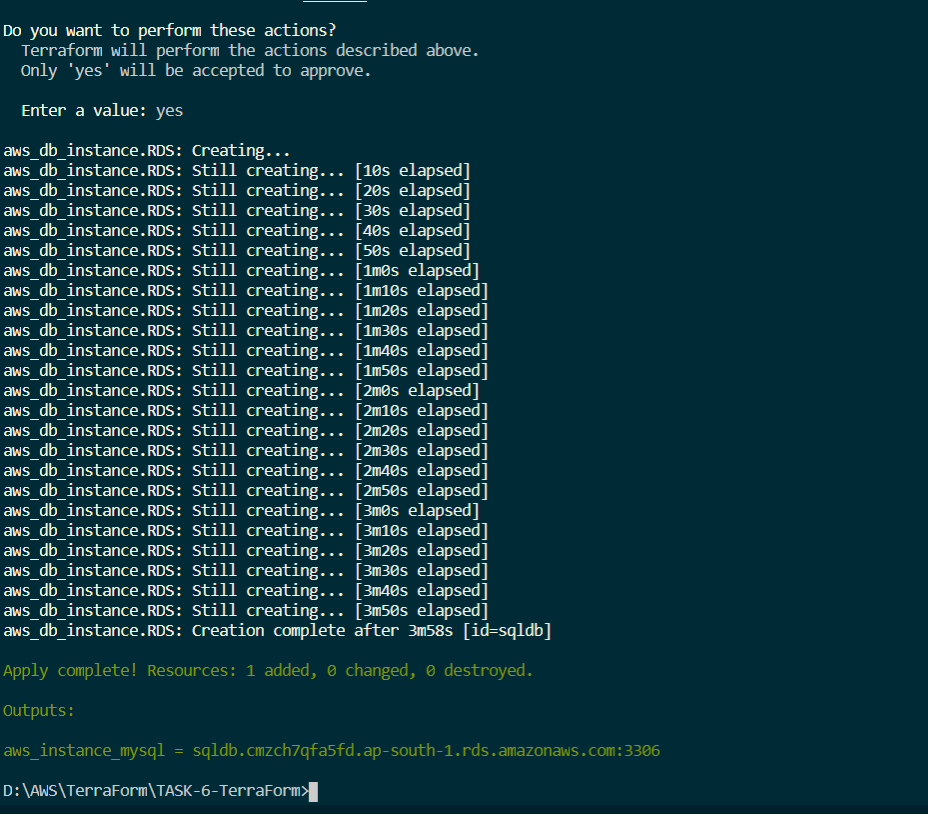 Do you want to perform these actions?
  Terraform will perform the actions described above.
  Only 'yes' will be accepted to approve.

  Enter a value: yes

aws_db_instance.RDS: Creating...
aws_db_instance.RDS: Still creating... [10s elapsed]
aws_db_instance.RDS: Still creating... [20s elapsed]
aws_db_instance.RDS: Still creating... [30s elapsed]
aws_db_instance.RDS: Still creating... [40s elapsed]
aws_db_instance.RDS: Still creating... [50s elapsed]
aws_db_instance.RDS: Still creating... [1m0s elapsed]
aws_db_instance.RDS: Still creating... [1m10s elapsed]
aws_db_instance.RDS: Still creating... [1m20s elapsed]
aws_db_instance.RDS: Still creating... [1m30s elapsed]
aws_db_instance.RDS: Still creating... [1m40s elapsed]
aws_db_instance.RDS: Still creating... [1m50s elapsed]
aws_db_instance.RDS: Still creating... [2m0s elapsed]
aws_db_instance.RDS: Still creating... [2m10s elapsed]
aws_db_instance.RDS: Still creating... [2m20s elapsed]
aws_db_instance.RDS: Still creating... [2m30s elapsed]
aws_db_instance.RDS: Still creating... [2m40s elapsed]
aws_db_instance.RDS: Still creating... [2m50s elapsed]
aws_db_instance.RDS: Still creating... [3m0s elapsed]
aws_db_instance.RDS: Still creating... [3m10s elapsed]
aws_db_instance.RDS: Still creating... [3m20s elapsed]
aws_db_instance.RDS: Still creating... [3m30s elapsed]
aws_db_instance.RDS: Still creating... [3m40s elapsed]
aws_db_instance.RDS: Still creating... [3m50s elapsed]
aws_db_instance.RDS: Creation complete after 3m58s [id=sqldb]

Apply complete! Resources: 1 added, 0 changed, 0 destroyed.

Outputs:

aws_instance_mysql = sqldb.cmzch7qfa5fd.ap-south-1.rds.amazonaws.com:3306

D:\AWS\TerraForm\TASK-6-TerraForm>